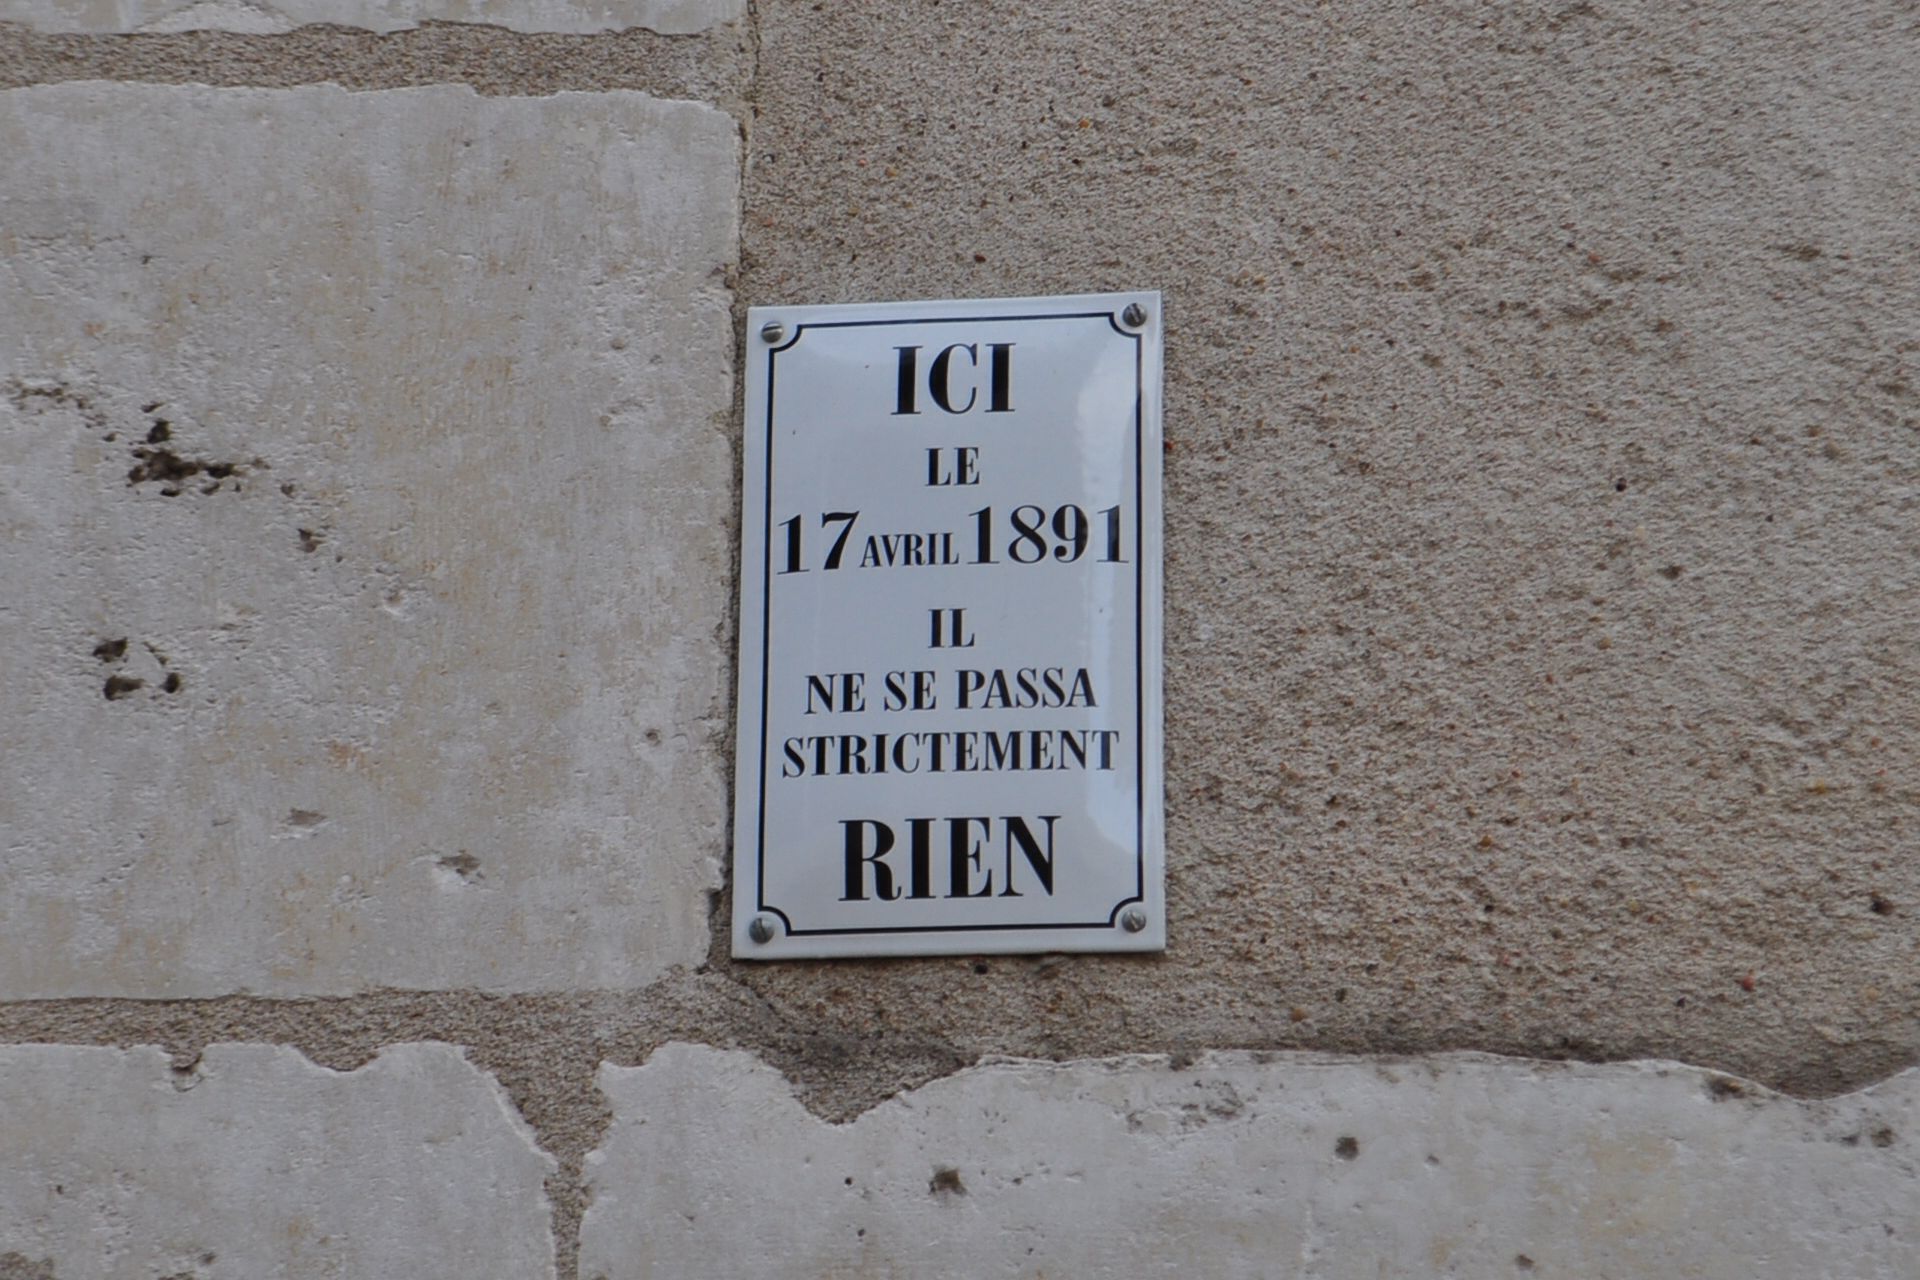 ICI
LE
17 AVRIL 1891
IL
NE SE PASSA
STRICTEMENT
RIEN